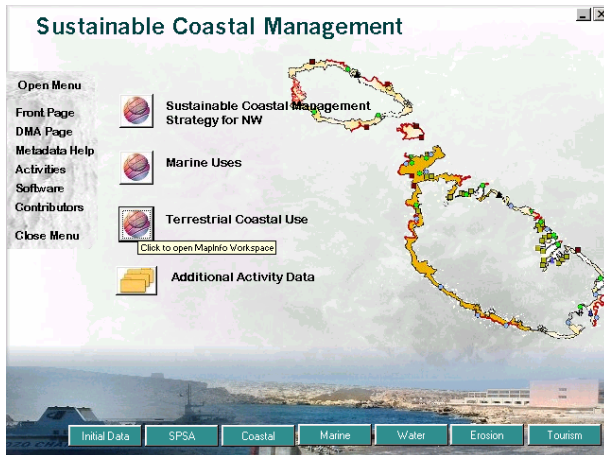 Sustainable Coastal Management
Open Menu
Front Page
DMA Page
Metadata Help
Activities
Software
Contributors
Close Menu
Sustainable Coastal Management
Strategy for NW
Marine Uses
Terrestrial Coastal Use
Click to open MapInfo Workspace
Additional Activity Data
Initial Data
SPSA
Coastal
Marine
Water
Erosion
Tourism